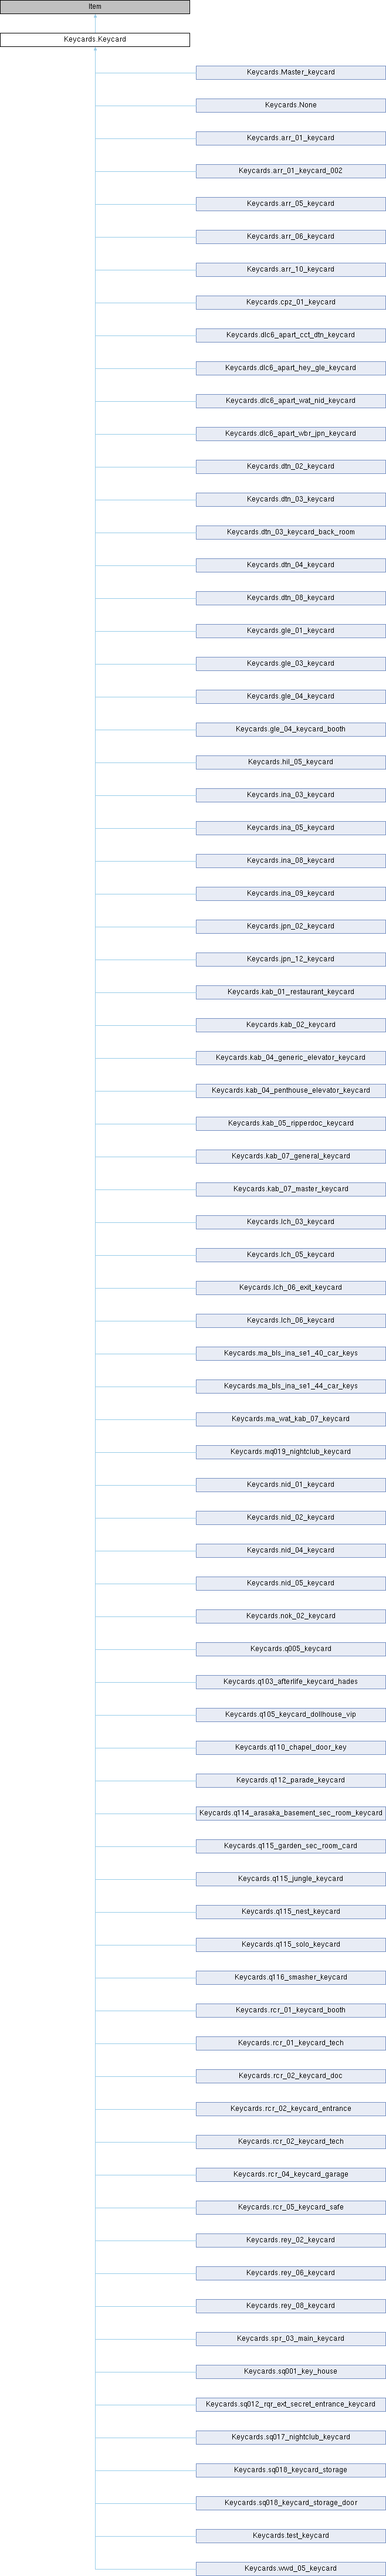 Item
Keycards.Keycard
Keycards.Master_keycard
Keycards.None
Keycards.arr_01_keycard
Keycards.arr_01_keycard_002
Keycards.arr_05_keycard
Keycards.arr_06_keycard
Keycards.arr_10_keycard
Keycards.cpz_01_keycard
Keycards.dlc6_apart_cct_dtn_keycard
Keycards.dlc6_apart_hey_gle_keycard
Keycards.dlc6_apart_wat_nid_keycard
Keycards.dlc6_apart_wbr_jpn_keycard
Keycards.dtn_02_keycard
Keycards.dtn_03_keycard
Keycards.dtn_03_keycard_back_room
Keycards.dtn_04_keycard
Keycards.dtn_08_keycard
Keycards.gle_01_keycard
Keycards.gle_03_keycard
Keycards.gle_04_keycard
Keycards.gle_04_keycard_booth
Keycards.hil_05_keycard
Keycards.ina_03_keycard
Keycards.ina_05_keycard
Keycards.ina_08_keycard
Keycards.ina_09_keycard
Keycards.jpn_02_keycard
Keycards.jpn_12_keycard
Keycards.kab_01_restaurant_keycard
Keycards.kab_02_keycard
Keycards.kab_04_generic_elevator_keycard
Keycards.kab_04_penthouse_elevator_keycard
Keycards.kab_05_ripperdoc_keycard
Keycards.kab_07_general_keycard
Keycards.kab_07_master_keycard
Keycards.lch_03_keycard
Keycards.lch_05_keycard
Keycards.lch_06_exit_keycard
Keycards.lch_06_keycard
Keycards.ma_bls_ina_se1_40_car_keys
Keycards.ma_bls_ina_se1_44_car_keys
Keycards.ma_wat_kab_07_keycard
Keycards.mq019_nightclub_keycard
Keycards.nid_01_keycard
Keycards.nid_02_keycard
Keycards.nid_04_keycard
Keycards.nid_05_keycard
Keycards.nok_02_keycard
Keycards.q005_keycard
Keycards.q103_afterlife_keycard_hades
Keycards.q105_keycard_dollhouse_vip
Keycards.q110_chapel_door_key
Keycards.q112_parade_keycard
Keycards.q114_arasaka_basement_sec_room_keycard
Keycards.q115_garden_sec_room_card
Keycards.q115_jungle_keycard
Keycards.q115_nest_keycard
Keycards.q115_solo_keycard
Keycards.q116_smasher_keycard
Keycards.rcr_01_keycard_booth
Keycards.rcr_01_keycard_tech
Keycards.rcr_02_keycard_doc
Keycards.rcr_02_keycard_entrance
Keycards.rcr_02_keycard_tech
Keycards.rcr_04_keycard_garage
Keycards.rcr_05_keycard_safe
Keycards.rey_02_keycard
Keycards.rey_06_keycard
Keycards.rey_08_keycard
Keycards.spr_03_main_keycard
Keycards.sq001_key_house
Keycards.sq012_rqr_ext_secret_entrance_keycard
Keycards.sq017_nightclub_keycard
Keycards.sq018_keycard_storage
Keycards.sq018_keycard_storage_door
Keycards.test_keycard
Keycards.wwd_05_keycard